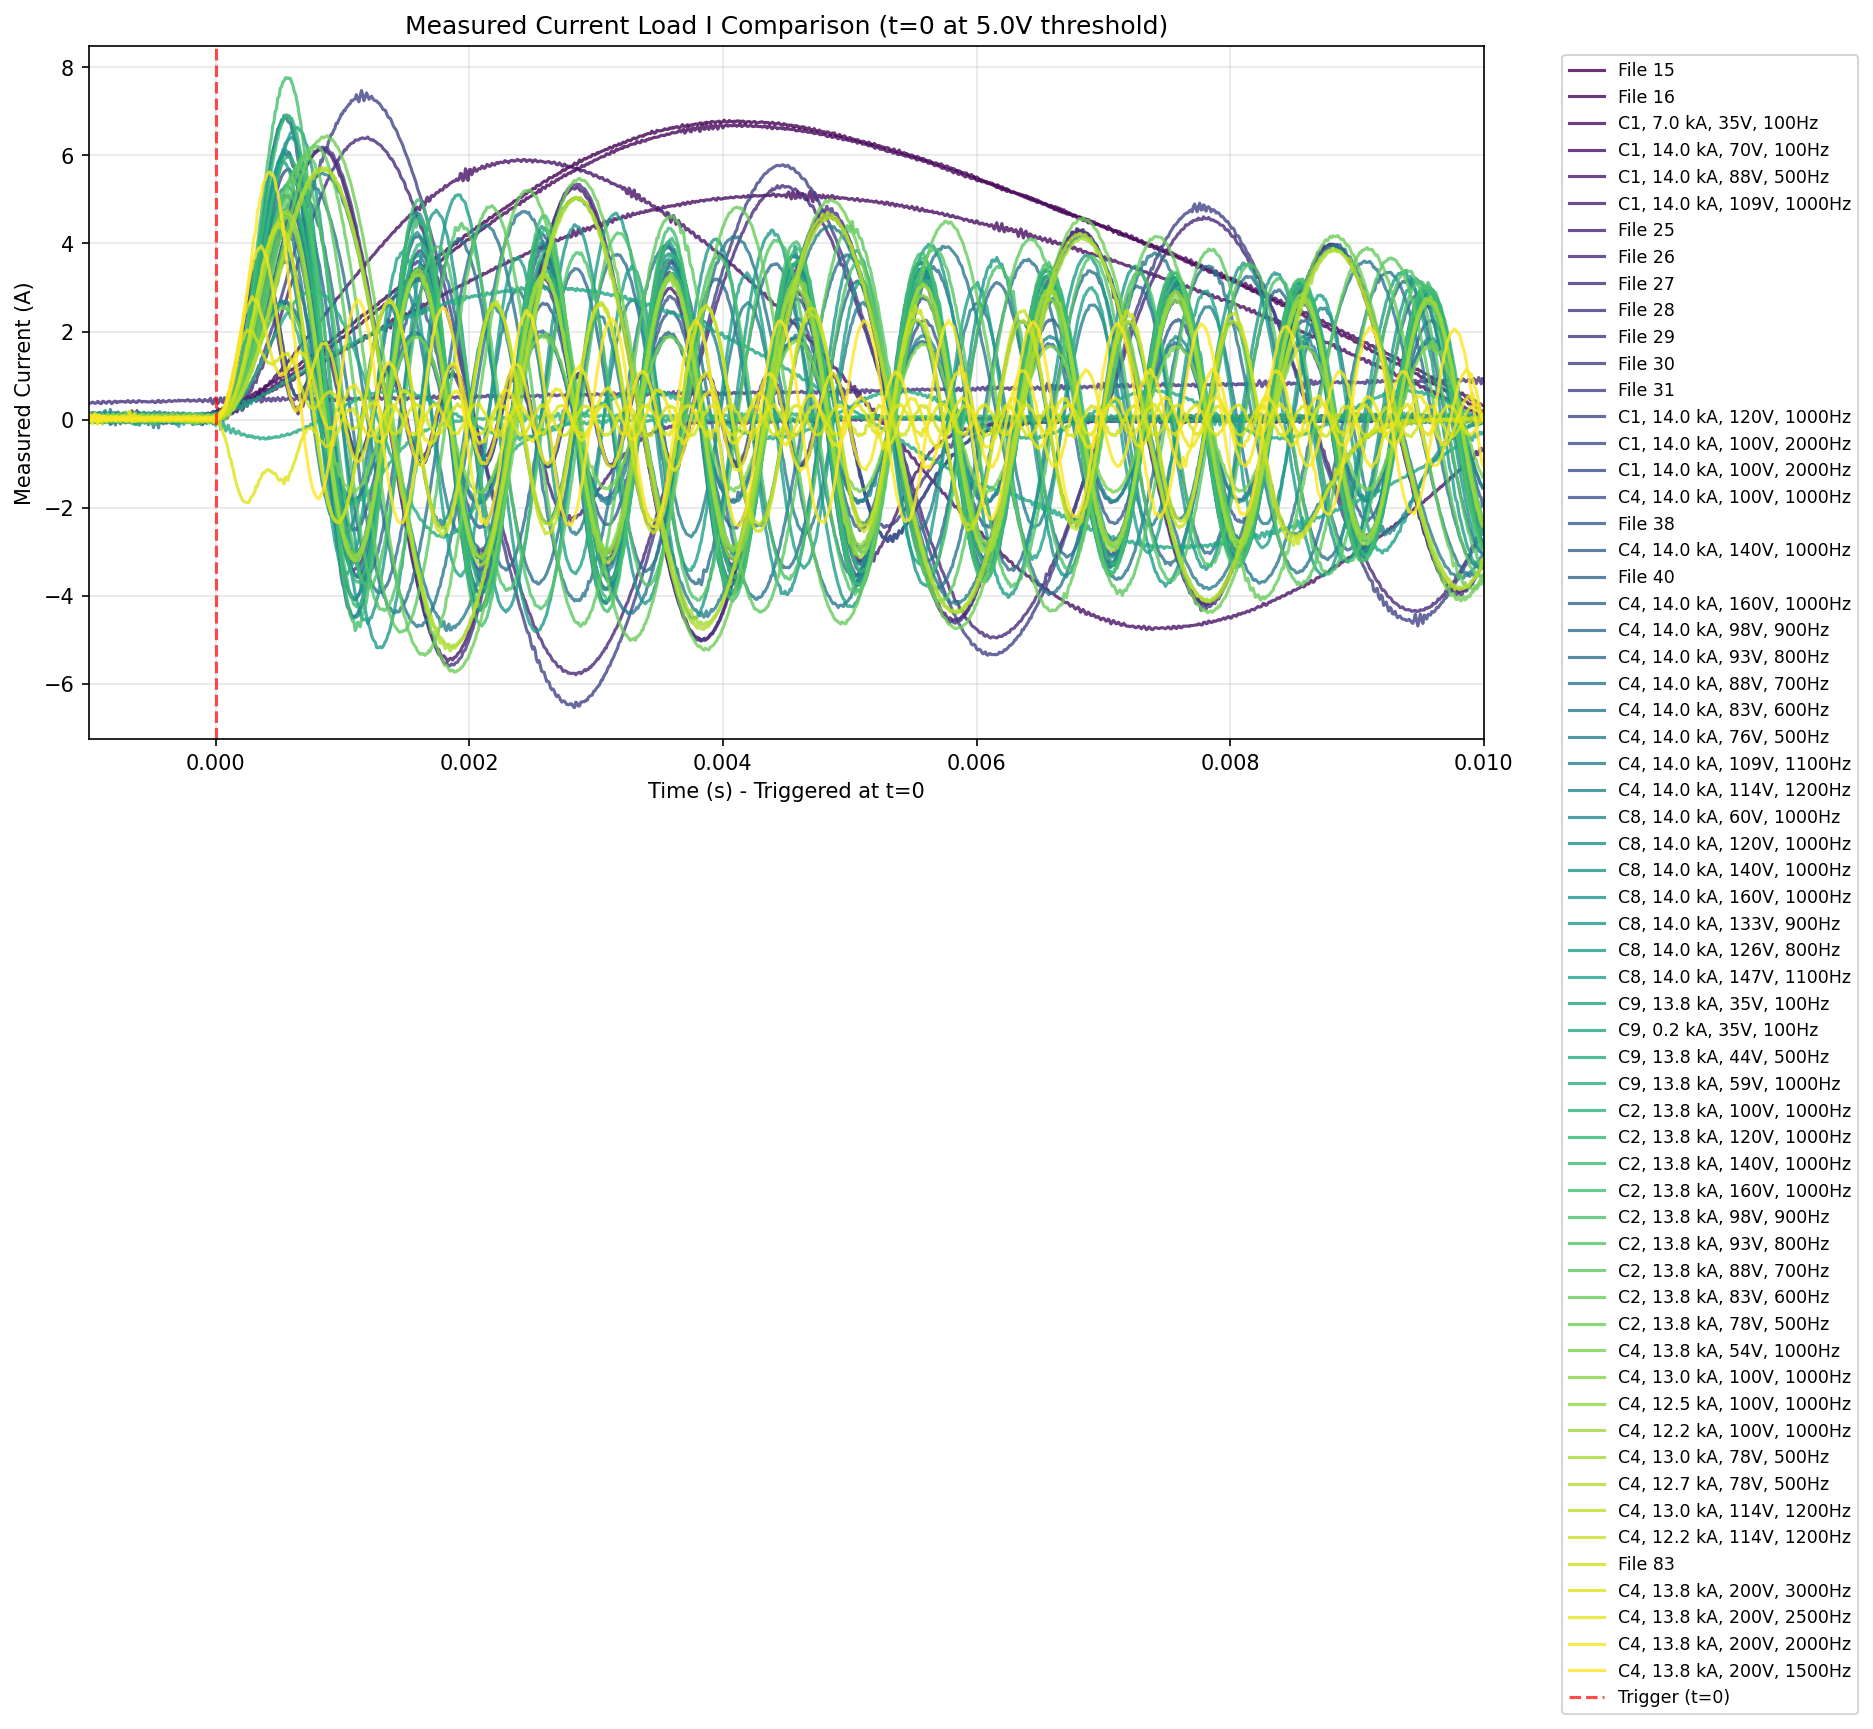 Measured Current Load I Comparison (t=0 at 5.0V threshold)
8
6
4
2
0
−2
−4
−6
Measured Current (A)
0.000
0.002
0.004
0.006
0.008
0.010
Time (s) - Triggered at t=0
File 15
File 16
C1, 7.0 kA, 35V, 100Hz
C1, 14.0 kA, 70V, 100Hz
C1, 14.0 kA, 88V, 500Hz
C1, 14.0 kA, 109V, 1000Hz
File 25
File 26
File 27
File 28
File 29
File 30
File 31
C1, 14.0 kA, 120V, 1000Hz
C1, 14.0 kA, 100V, 2000Hz
C1, 14.0 kA, 100V, 2000Hz
C4, 14.0 kA, 100V, 1000Hz
File 38
C4, 14.0 kA, 140V, 1000Hz
File 40
C4, 14.0 kA, 160V, 1000Hz
C4, 14.0 kA, 98V, 900Hz
C4, 14.0 kA, 93V, 800Hz
C4, 14.0 kA, 88V, 700Hz
C4, 14.0 kA, 83V, 600Hz
C4, 14.0 kA, 76V, 500Hz
C4, 14.0 kA, 109V, 1100Hz
C4, 14.0 kA, 114V, 1200Hz
C8, 14.0 kA, 60V, 1000Hz
C8, 14.0 kA, 120V, 1000Hz
C8, 14.0 kA, 140V, 1000Hz
C8, 14.0 kA, 160V, 1000Hz
C8, 14.0 kA, 133V, 900Hz
C8, 14.0 kA, 126V, 800Hz
C8, 14.0 kA, 147V, 1100Hz
C9, 13.8 kA, 35V, 100Hz
C9, 0.2 kA, 35V, 100Hz
C9, 13.8 kA, 44V, 500Hz
C9, 13.8 kA, 59V, 1000Hz
C2, 13.8 kA, 100V, 1000Hz
C2, 13.8 kA, 120V, 1000Hz
C2, 13.8 kA, 140V, 1000Hz
C2, 13.8 kA, 160V, 1000Hz
C2, 13.8 kA, 98V, 900Hz
C2, 13.8 kA, 93V, 800Hz
C2, 13.8 kA, 88V, 700Hz
C2, 13.8 kA, 83V, 600Hz
C2, 13.8 kA, 78V, 500Hz
C4, 13.8 kA, 54V, 1000Hz
C4, 13.0 kA, 100V, 1000Hz
C4, 12.5 kA, 100V, 1000Hz
C4, 12.2 kA, 100V, 1000Hz
C4, 13.0 kA, 78V, 500Hz
C4, 12.7 kA, 78V, 500Hz
C4, 13.0 kA, 114V, 1200Hz
C4, 12.2 kA, 114V, 1200Hz
File 83
C4, 13.8 kA, 200V, 3000Hz
C4, 13.8 kA, 200V, 2500Hz
C4, 13.8 kA, 200V, 2000Hz
C4, 13.8 kA, 200V, 1500Hz
Trigger (t=0)